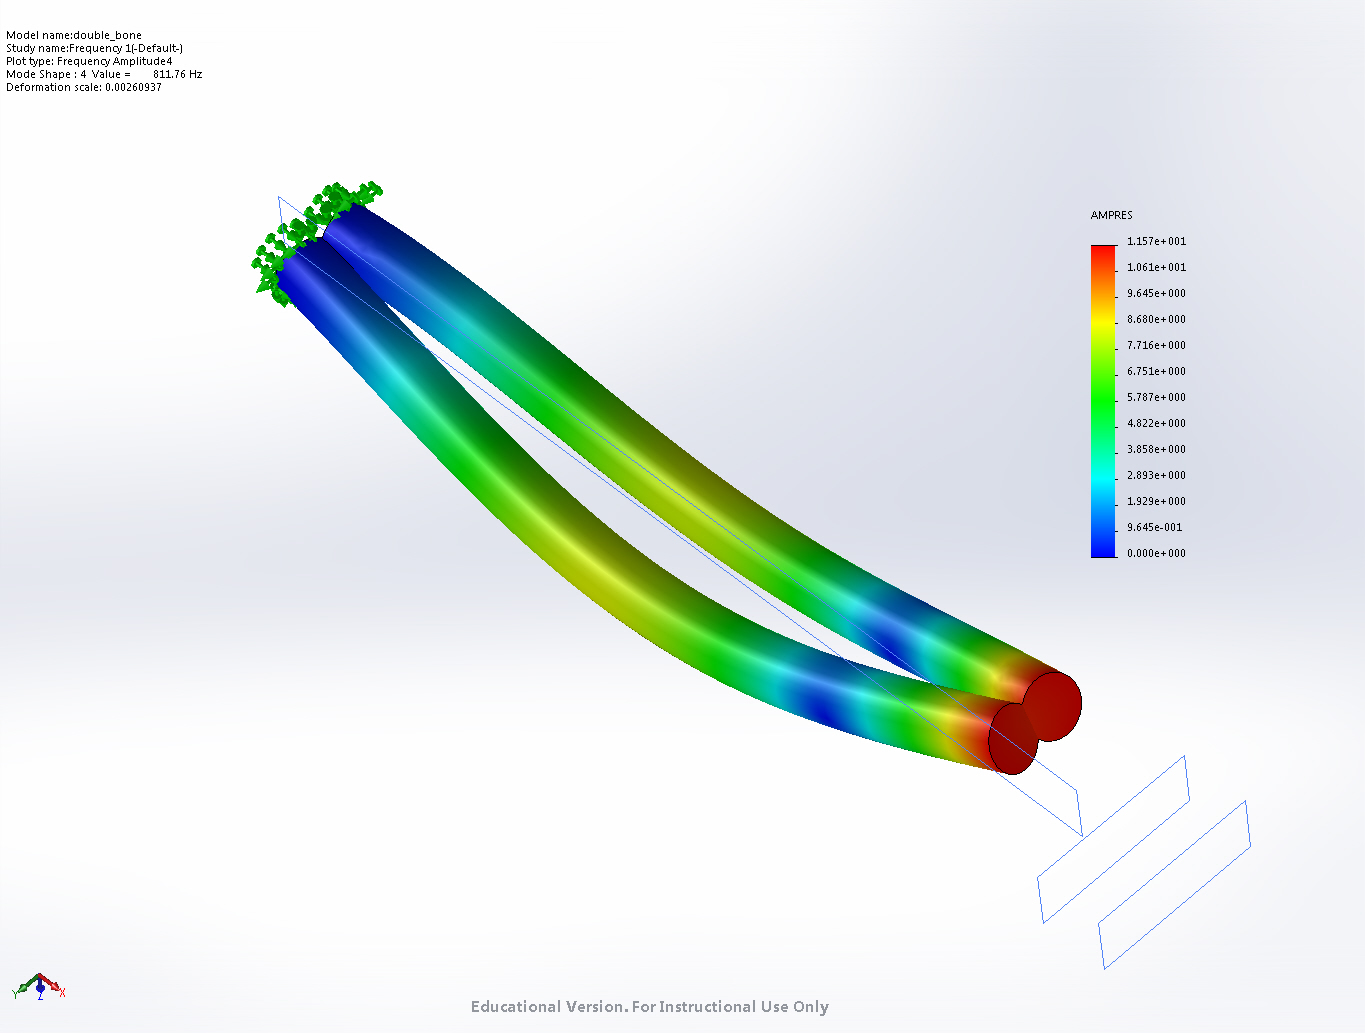 Model name:double_bone
Study name:Frequency 1(-Default-)
Plot type: Frequency Amplitude4
Mode Shape : 4 Value = 811.76 Hz
Deformation scale: 0.00260937
AMPRES
1.157e+001
1.061e+001
9.645e+000
8.680e+000
7.716e+000
6.751e+000
5.787e+000
4.822e+000
3.858e+000
2.893e+000
1.929e+000
9.645e-001
0.000e+000
Y
Z
X
Educational Version. For Instructional Use Only